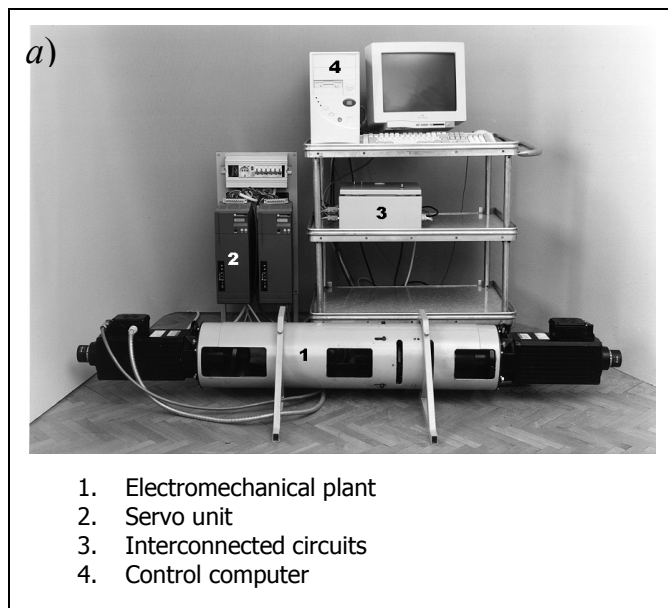 a)
4
3
2
1
1. Electromechanical plant
2. Servo unit
3. Interconnected circuits
4. Control computer